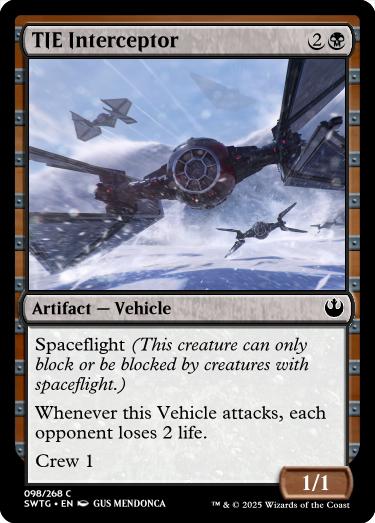 TIE Interceptor 2
Artifact — Vehicle
Spaceflight (This creature can only
block or be blocked by creatures with
spaceflight.)
Whenever this Vehicle attacks, each
opponent loses 2 life.
Crew 1
1/1
098/268 C
SWTG • EN GUS MENDONCA
™ & © 2025 Wizards of the Coast